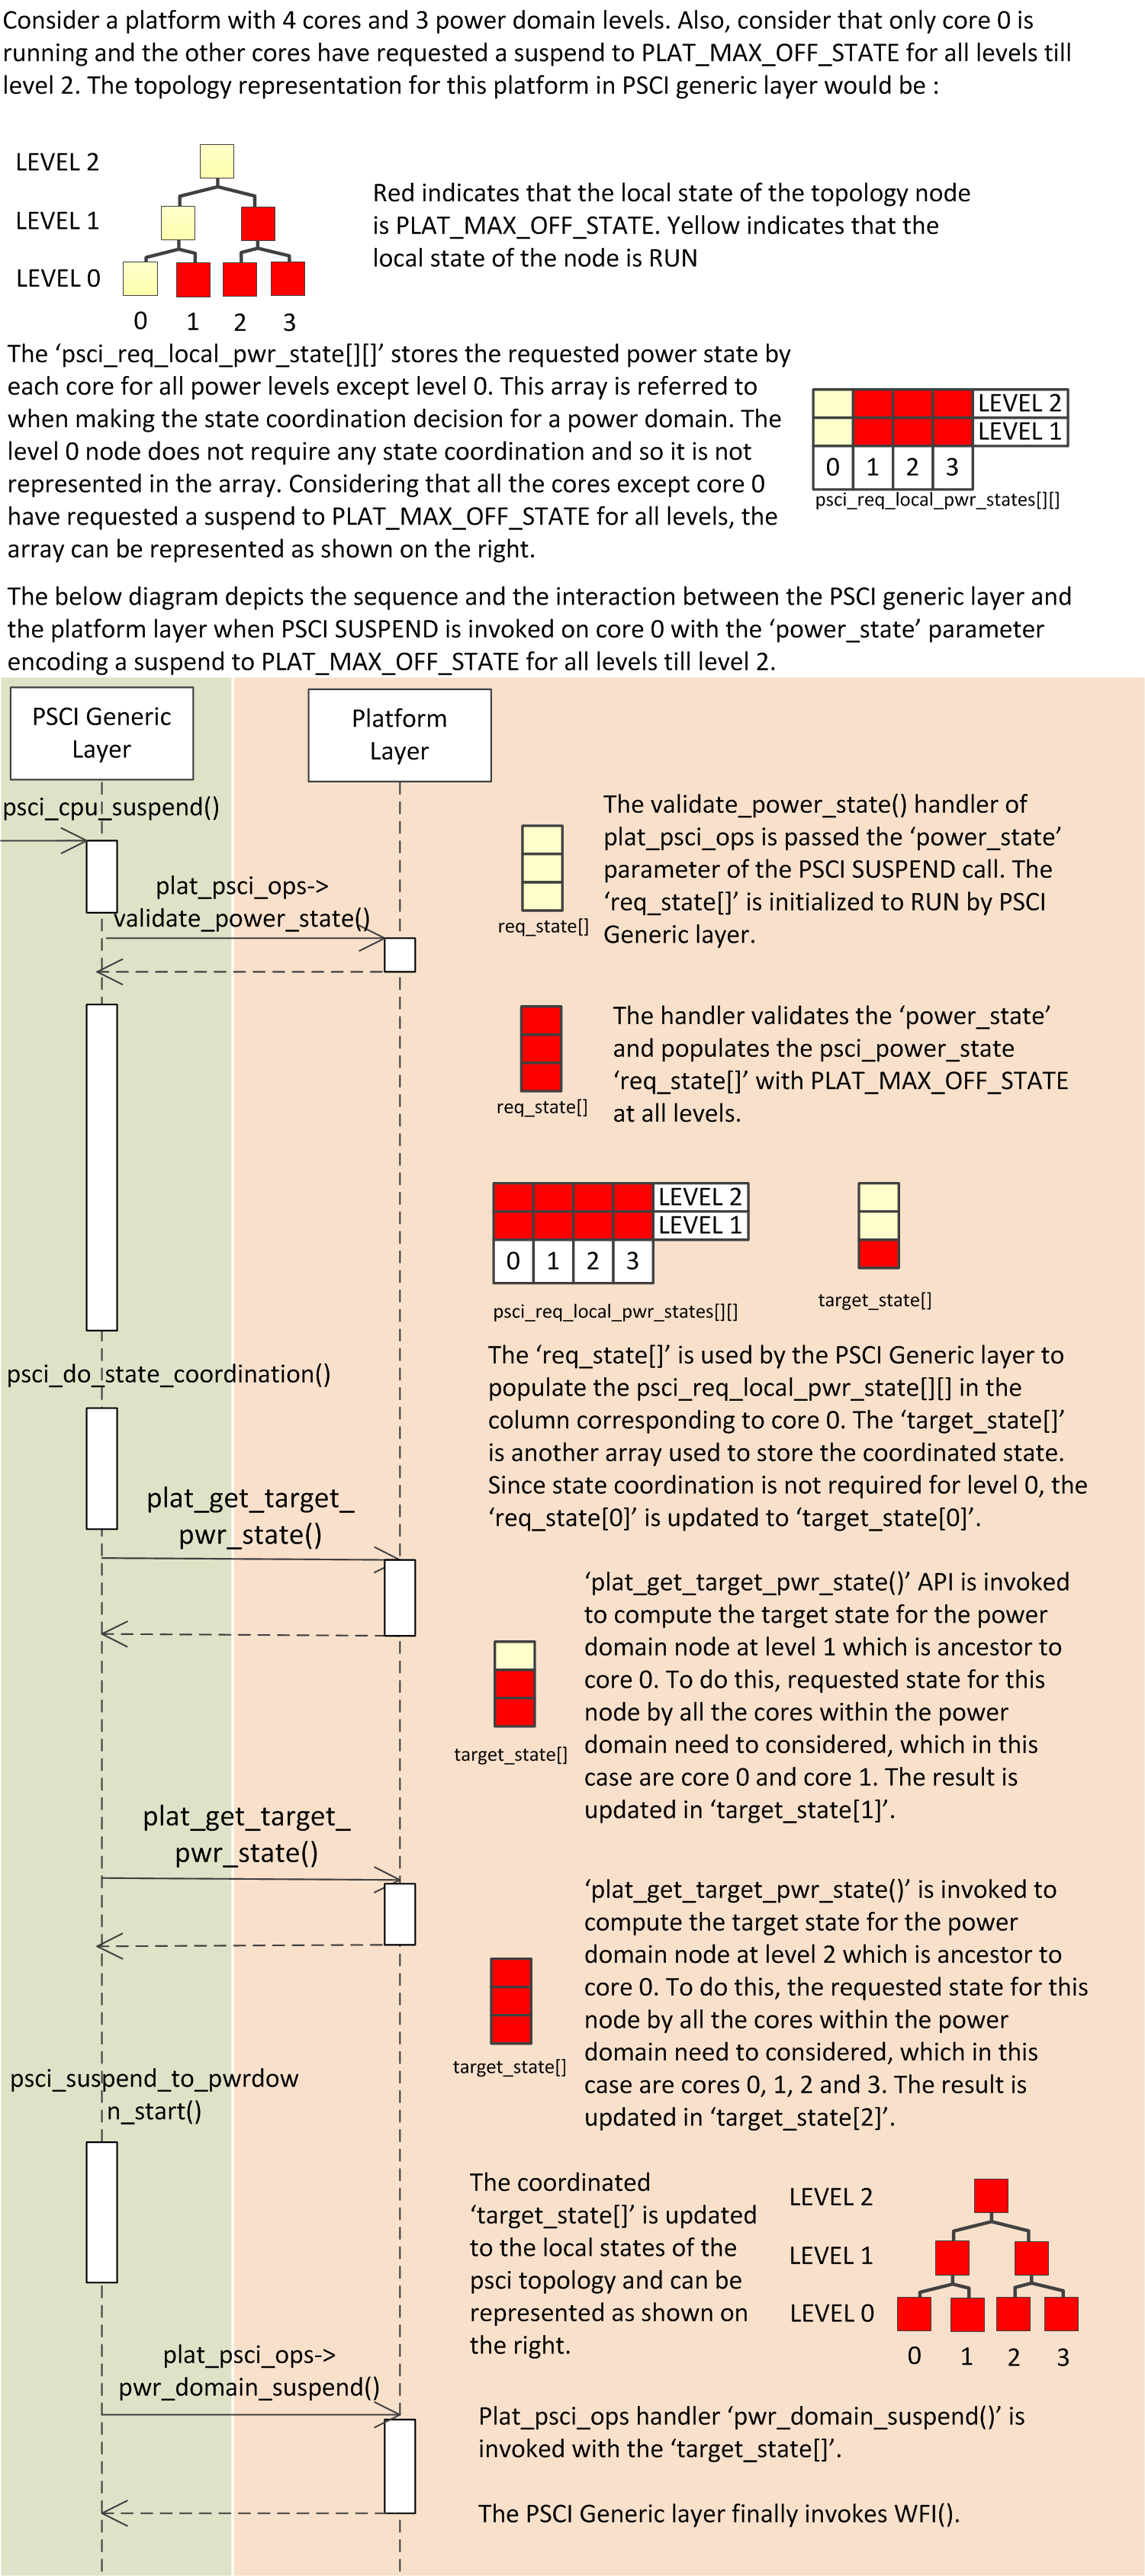 Consider a platform with 4 cores and 3 power domain levels. Also, consider that only core 0 is
running and the other cores have requested a suspend to PLAT_MAX_OFF_STATE for all levels till
level 2. The topology representation for this platform in PSCI generic layer would be :
LEVEL 2
LEVEL 1
LEVEL 0
0 1 2 3
Red indicates that the local state of the topology node
is PLAT_MAX_OFF_STATE. Yellow indicates that the
local state of the node is RUN
The ‘psci_req_local_pwr_state[][]’ stores the requested power state by
each core for all power levels except level 0. This array is referred to
when making the state coordination decision for a power domain. The
level 0 node does not require any state coordination and so it is not
represented in the array. Considering that all the cores except core 0
have requested a suspend to PLAT_MAX_OFF_STATE for all levels, the
array can be represented as shown on the right.
LEVEL 2
LEVEL 1
0 1 2 3
psci_req_local_pwr_states[][]
The below diagram depicts the sequence and the interaction between the PSCI generic layer and
the platform layer when PSCI SUSPEND is invoked on core 0 with the ‘power_state’ parameter
encoding a suspend to PLAT_MAX_OFF_STATE for all levels till level 2.
PSCI Generic
Layer
Platform
Layer
psci_cpu_suspend()
plat_psci_ops->
validate_power_state()
req_state[]
The validate_power_state() handler of
plat_psci_ops is passed the ‘power_state’
parameter of the PSCI SUSPEND call. The
‘req_state[]’ is initialized to RUN by PSCI
Generic layer.
req_state[]
The handler validates the ‘power_state’
and populates the psci_power_state
‘req_state[]’ with PLAT_MAX_OFF_STATE
at all levels.
LEVEL 2
LEVEL 1
0 1 2 3
psci_req_local_pwr_states[][]
target_state[]
The ‘req_state[]’ is used by the PSCI Generic layer to
populate the psci_req_local_pwr_state[][] in the
column corresponding to core 0. The ‘target_state[]’
is another array used to store the coordinated state.
Since state coordination is not required for level 0, the
‘req_state[0]’ is updated to ‘target_state[0]’.
psci_do_state_coordination()
plat_get_target_
pwr_state()
target_state[]
‘plat_get_target_pwr_state()’ API is invoked
to compute the target state for the power
domain node at level 1 which is ancestor to
core 0. To do this, requested state for this
node by all the cores within the power
domain need to considered, which in this
case are core 0 and core 1. The result is
updated in ‘target_state[1]’.
plat_get_target_
pwr_state()
target_state[]
‘plat_get_target_pwr_state()’ is invoked to
compute the target state for the power
domain node at level 2 which is ancestor to
core 0. To do this, the requested state for this
node by all the cores within the power
domain need to considered, which in this
case are cores 0, 1, 2 and 3. The result is
updated in ‘target_state[2]’.
psci_suspend_to_pwrdow
n_start()
The coordinated
‘target_state[]’ is updated
to the local states of the
psci topology and can be
represented as shown on
the right.
LEVEL 2
LEVEL 1
LEVEL 0
0 1 2 3
plat_psci_ops->
pwr_domain_suspend()
Plat_psci_ops handler ‘pwr_domain_suspend()’ is
invoked with the ‘target_state[]’.
The PSCI Generic layer finally invokes WFI().